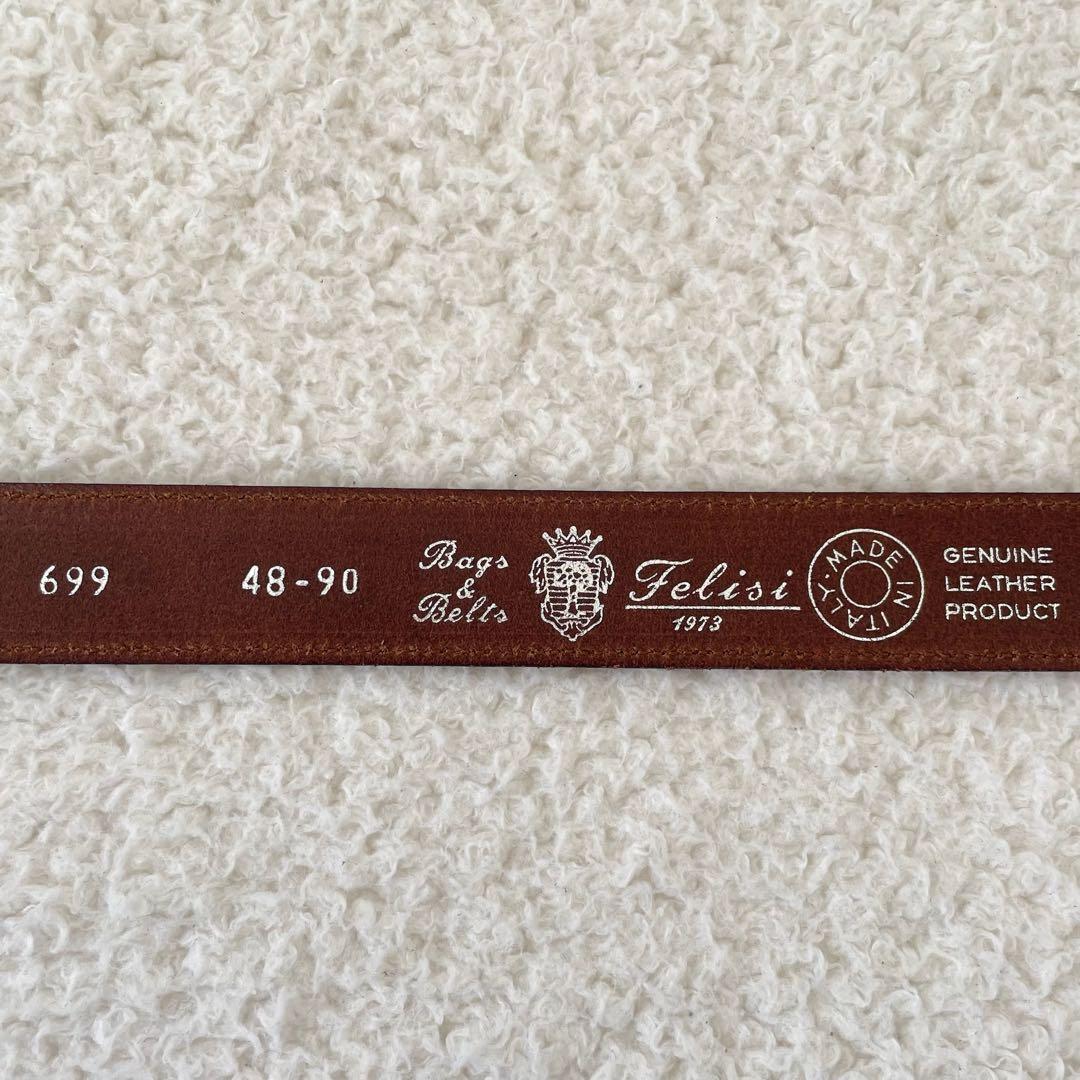 699
48-90
Bags
&
Belts
Felisi
1973
MADE IN ITALY ·
GENUINE
LEATHER
PRODUCT